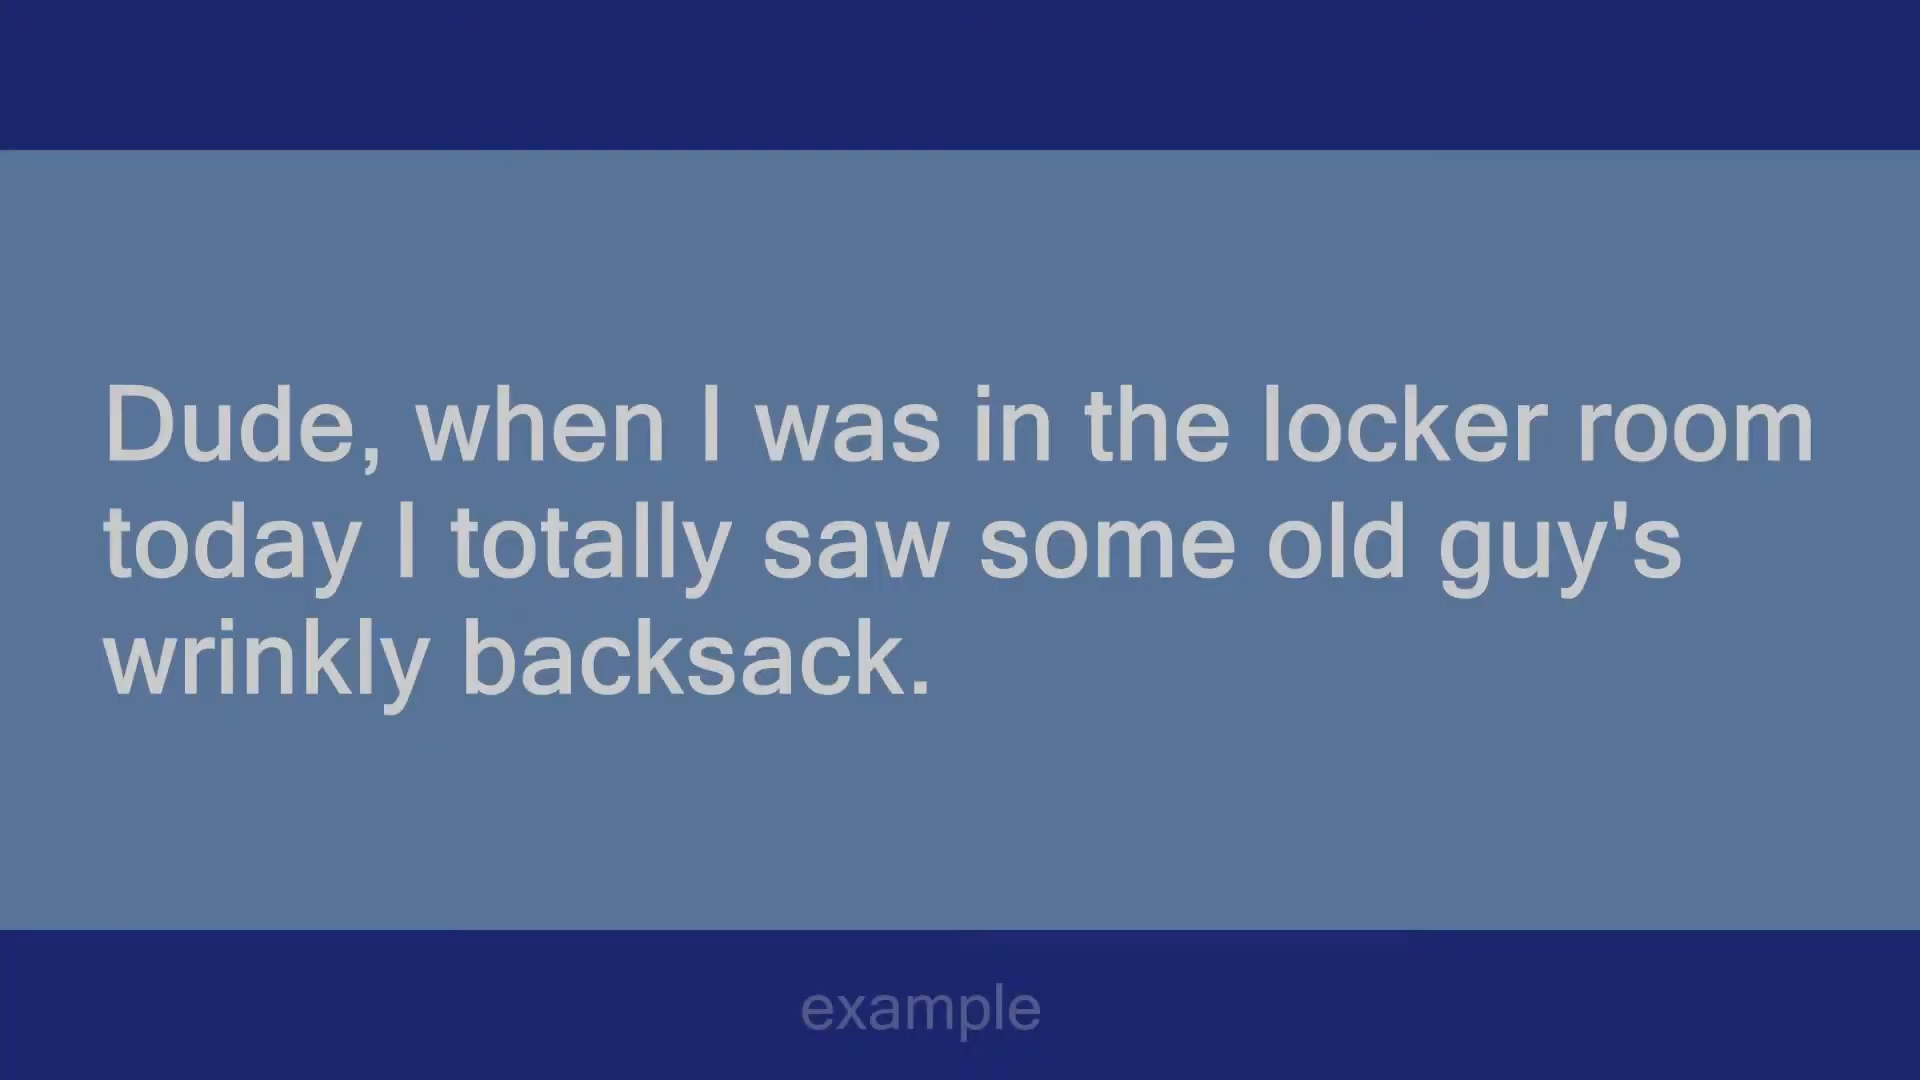 Dude, when I was in the locker room
today I totally saw some old guy's
wrinkly backsack.
example